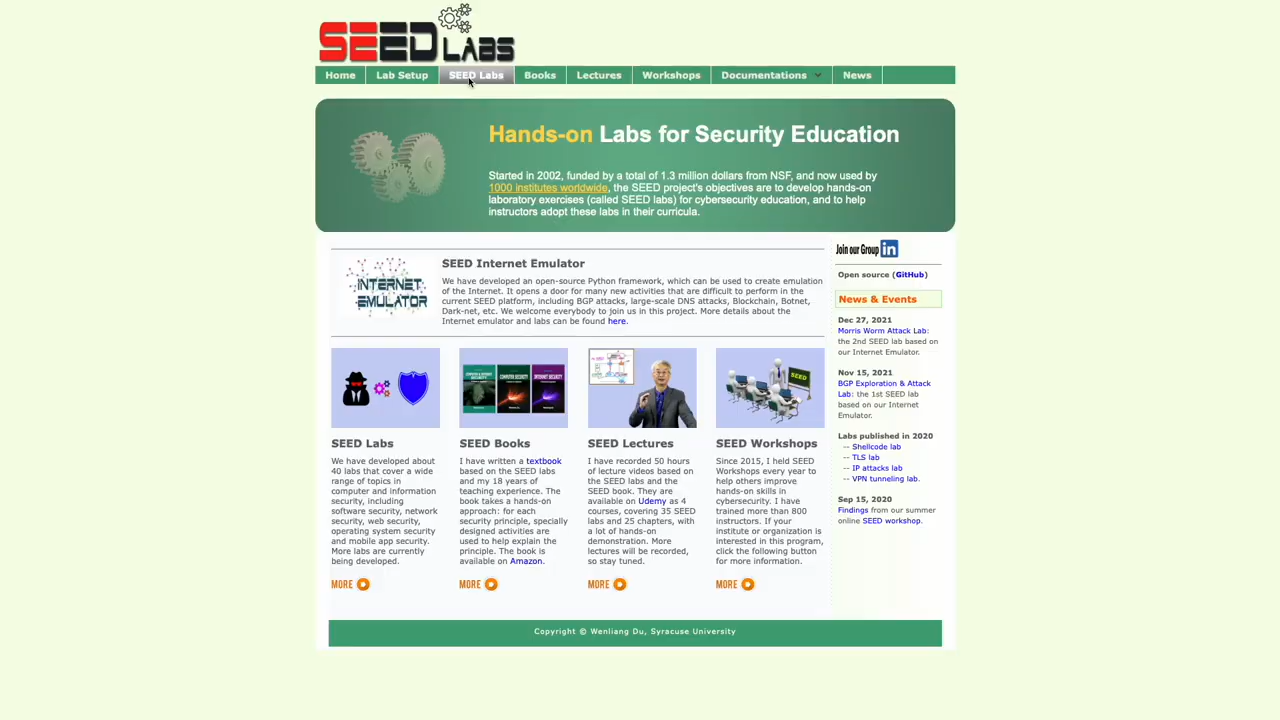 SEED LABS
Home Lab Setup SEED Labs Books Lectures Workshops Documentations News
Hands-on Labs for Security Education
Started in 2002, funded by a total of 1.3 million dollars from NSF, and now used by
1000 institutes worldwide, the SEED project's objectives are to develop hands-on
laboratory exercises (called SEED labs) for cybersecurity education, and to help
instructors adopt these labs in their curricula.
INTERNET
EMULATOR
SEED Internet Emulator
We have developed an open-source Python framework, which can be used to create emulation
of the Internet. It opens a door for many new activities that are difficult to perform in the
current SEED platform, including BGP attacks, large-scale DNS attacks, Blockchain, Botnet,
Dark-net, etc. We welcome everybody to join us in this project. More details about the
Internet emulator and labs can be found here.
SEED Labs
We have developed about
40 labs that cover a wide
range of topics in
computer and information
security, including
software security, network
security, web security,
operating system security
and mobile app security.
More labs are currently
being developed.
MORE
COMPUTER SECURITY
INTERNET SECURITY
SEED Books
I have written a textbook
based on the SEED labs
and my 18 years of
teaching experience. The
book takes a hands-on
approach: for each
security principle, specially
designed activities are
used to help explain the
principle. The book is
available on Amazon.
MORE
SEED Lectures
I have recorded 50 hours
of lecture videos based on
the SEED labs and the
SEED book. They are
available on Udemy as 4
courses, covering 35 SEED
labs and 25 chapters, with
a lot of hands-on
demonstration. More
lectures will be recorded,
so stay tuned.
MORE
SEED
SEED Workshops
Since 2015, I held SEED
Workshops every year to
help others improve
hands-on skills in
cybersecurity. I have
trained more than 800
instructors. If your
institute or organization is
interested in this program,
click the following button
for more information.
MORE
Join our Group in
Open source (GitHub)
News & Events
Dec 27, 2021
Morris Worm Attack Lab:
the 2nd SEED lab based on
our Internet Emulator.
Nov 15, 2021
BGP Exploration & Attack
Lab: the 1st SEED lab
based on our Internet
Emulator.
Labs published in 2020
-- Shellcode lab
-- TLS lab
-- IP attacks lab
-- VPN tunneling lab.
Sep 15, 2020
Findings from our summer
online SEED workshop.
Copyright © Wenliang Du, Syracuse University